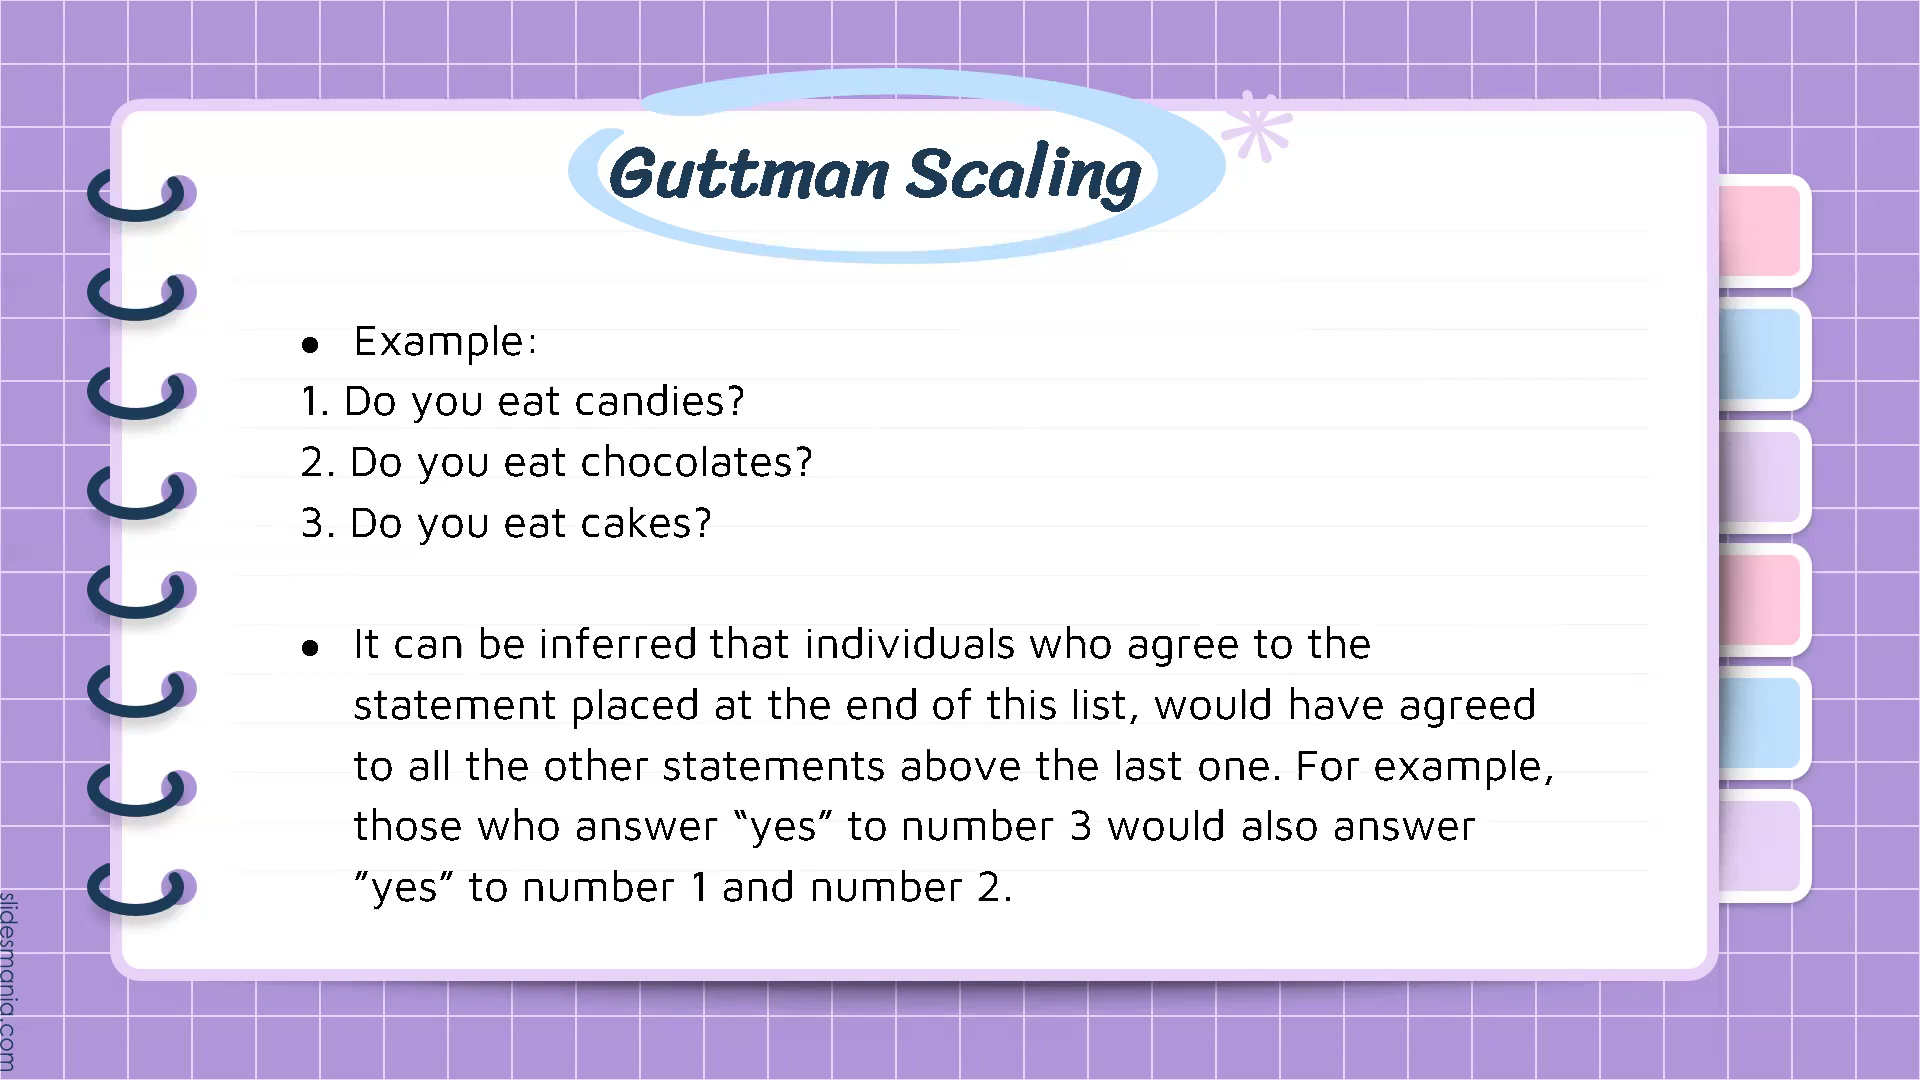 Guttman Scaling
● Example:
1. Do you eat candies?
2. Do you eat chocolates?
3. Do you eat cakes?
● It can be inferred that individuals who agree to the
statement placed at the end of this list, would have agreed
to all the other statements above the last one. For example,
those who answer “yes” to number 3 would also answer
”yes” to number 1 and number 2.
slidesmania.com